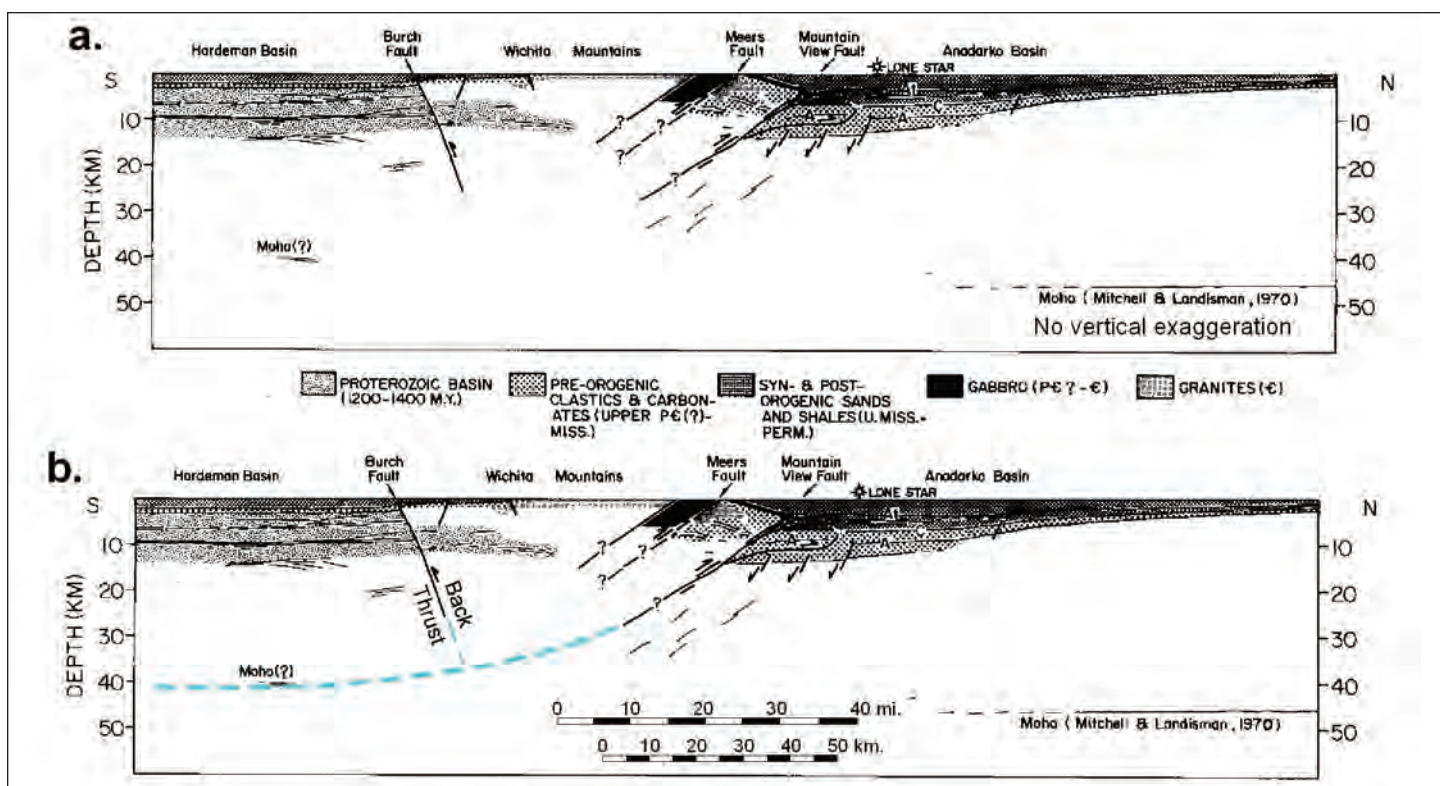 a.
Hardeman Basin
Burch
Fault
Wichita
Mountains
Meers
Fault
Mountain
View Fault
LONE STAR
Anadarko Basin
S
N
10
20
30
40
50
DEPTH (KM)
10
20
30
40
50
?
?
?
A
A
C
Moho(?)
Moho (Mitchell & Landisman, 1970)
No vertical exaggeration
PROTEROZOIC BASIN
(1200-1400 M.Y.)
PRE-OROGENIC
CLASTICS & CARBON-
ATES (UPPER P€(?)-
MISS.)
SYN- & POST-
OROGENIC SANDS
AND SHALES (U. MISS.-
PERM.)
GABBRO (P€ ? - €)
GRANITES (€)
b.
Hardeman Basin
Burch
Fault
Wichita
Mountains
Meers
Fault
Mountain
View Fault
LONE STAR
Anadarko Basin
S
N
10
20
30
40
50
DEPTH (KM)
10
20
30
40
50
?
?
?
A
A
C
Back
Thrust
Moho(?)
0 10 20 30 40 mi.
0 10 20 30 40 50 km.
Moho (Mitchell & Landisman, 1970)